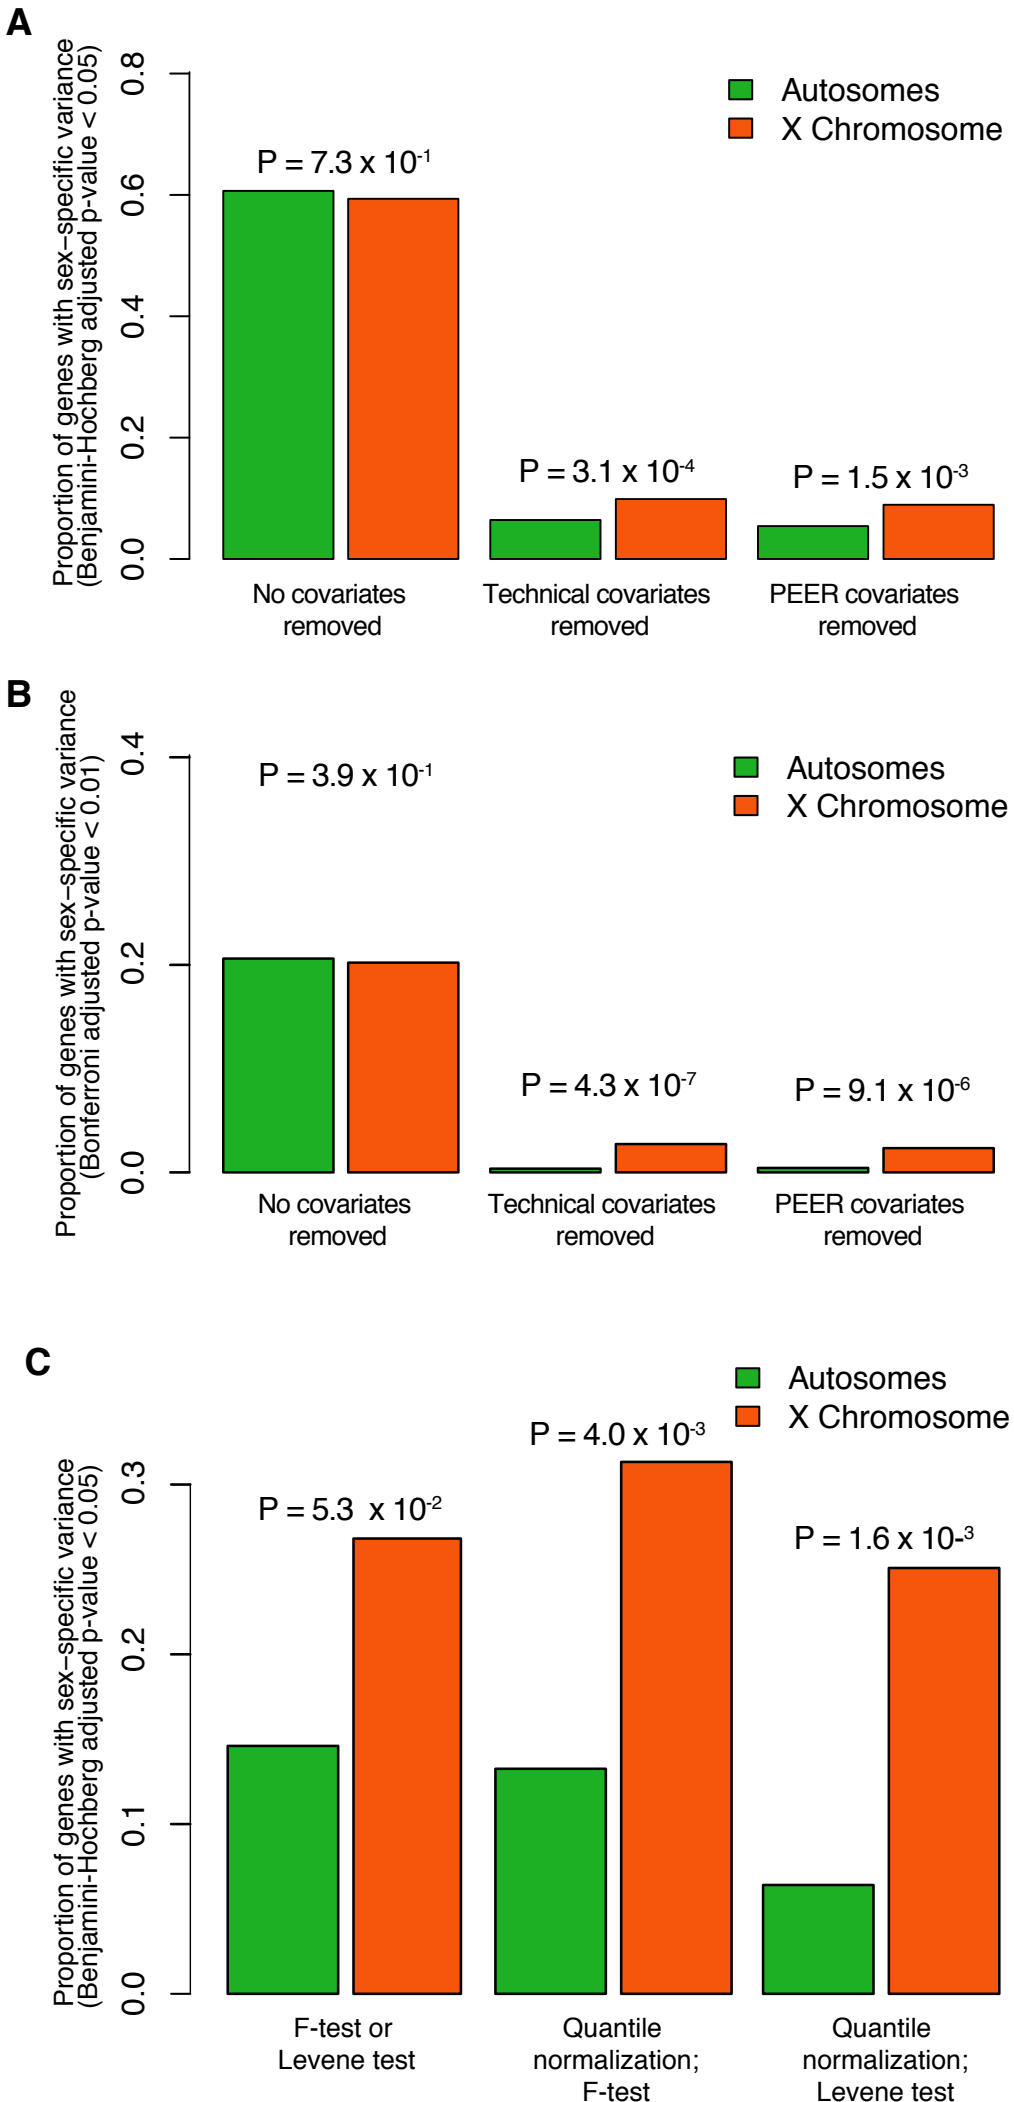 A
Proportion of genes with sex−specific variance
(Benjamini-Hochberg adjusted p-value < 0.05)
0.8
0.6
0.4
0.2
0.0
Autosomes
X Chromosome
P = 7.3 x 10-1
P = 3.1 x 10-4
P = 1.5 x 10-3
No covariates
removed
Technical covariates
removed
PEER covariates
removed
B
Proportion of genes with sex−specific variance
(Bonferroni adjusted p-value < 0.01)
0.4
0.2
0.0
Autosomes
X Chromosome
P = 3.9 x 10-1
P = 4.3 x 10-7
P = 9.1 x 10-6
No covariates
removed
Technical covariates
removed
PEER covariates
removed
C
Proportion of genes with sex−specific variance
(Benjamini-Hochberg adjusted p-value < 0.05)
0.3
0.2
0.1
0.0
Autosomes
X Chromosome
P = 5.3 x 10-2
P = 4.0 x 10-3
P = 1.6 x 10-3
F-test or
Levene test
Quantile
normalization;
F-test
Quantile
normalization;
Levene test